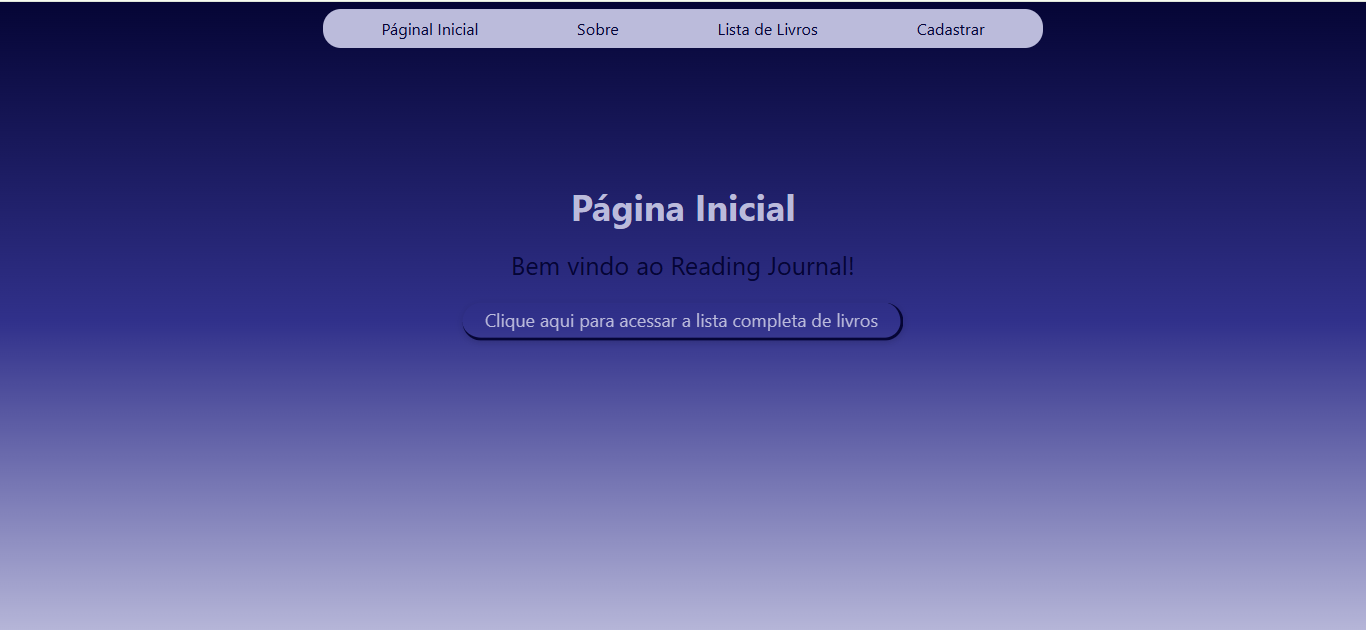 Páginal Inicial Sobre Lista de Livros Cadastrar
Página Inicial
Bem vindo ao Reading Journal!
Clique aqui para acessar a lista completa de livros